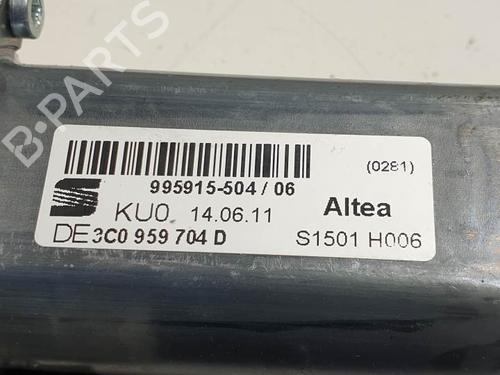 B-PARTS
(0281)
995915-504 / 06
KU0 14.06.11 Altea
DE 3C0 959 704 D S1501 H006